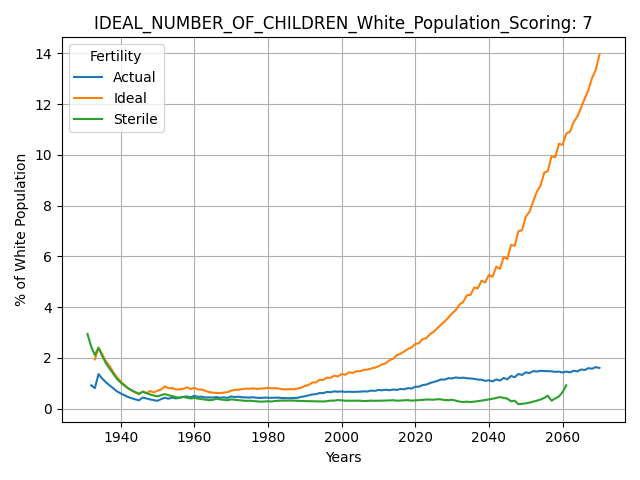 IDEAL_NUMBER_OF_CHILDREN_White_Population_Scoring: 7
Fertility
Actual
Ideal
Sterile
% of White Population
14
12
10
8
6
4
2
0
1940
1960
1980
2000
2020
2040
2060
Years